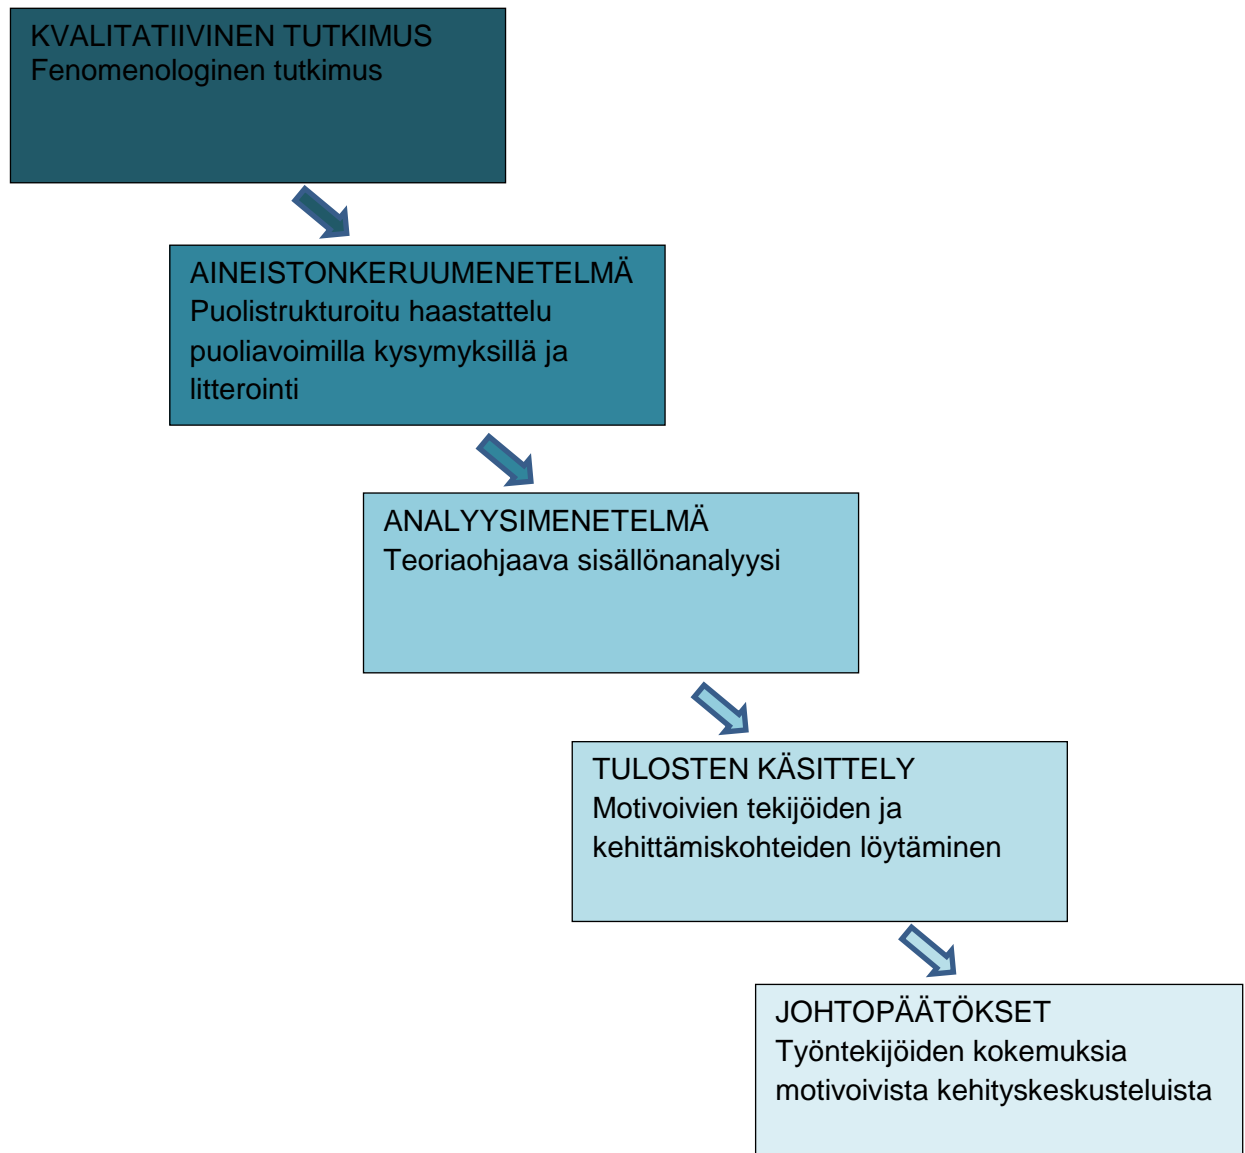 KVALITATIIVINEN TUTKIMUS
Fenomenologinen tutkimus
AINEISTONKERUUMENETELMÄ
Puolistrukturoitu haastattelu
puoliavoimilla kysymyksillä ja
litterointi
ANALYYSIMENETELMÄ
Teoriaohjaava sisällönanalyysi
TULOSTEN KÄSITTELY
Motivoivien tekijöiden ja
kehittämiskohteiden löytäminen
JOHTOPÄÄTÖKSET
Työntekijöiden kokemuksia
motivoivista kehityskeskusteluista